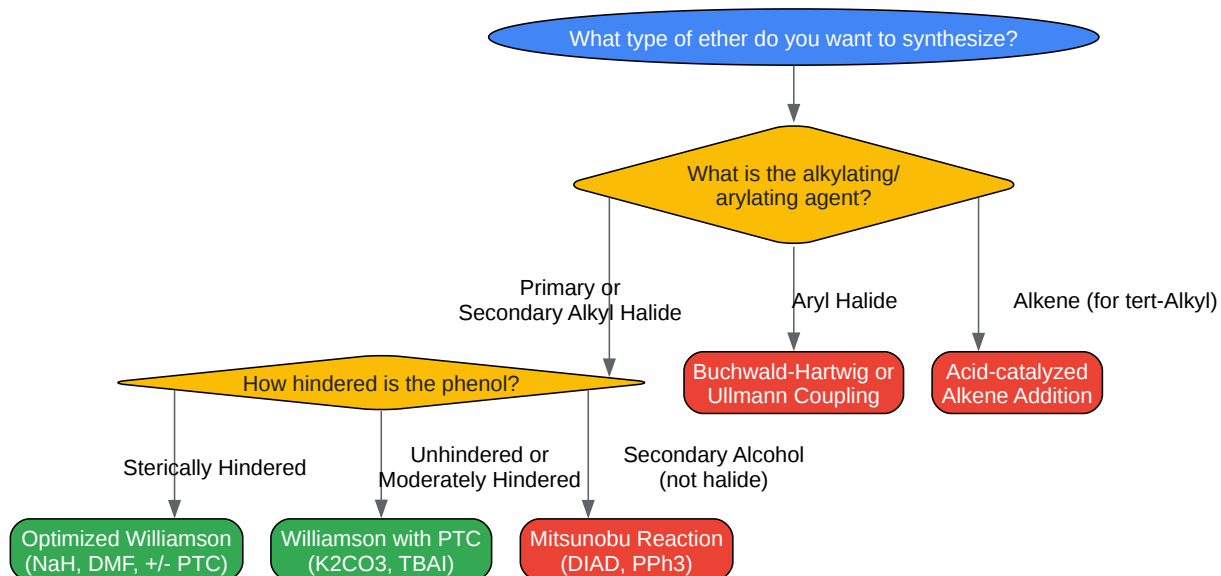 What type of ether do you want to synthesize?
What is the alkylating/
arylating agent?
Primary or
Secondary Alkyl Halide
Aryl Halide
Alkene (for tert-Alkyl)
How hindered is the phenol?
Buchwald-Hartwig or
Ullmann Coupling
Acid-catalyzed
Alkene Addition
Sterically Hindered
Unhindered or
Moderately Hindered
Secondary Alcohol
(not halide)
Optimized Williamson
(NaH, DMF, +/- PTC)
Williamson with PTC
(K2CO3, TBAI)
Mitsunobu Reaction
(DIAD, PPh3)